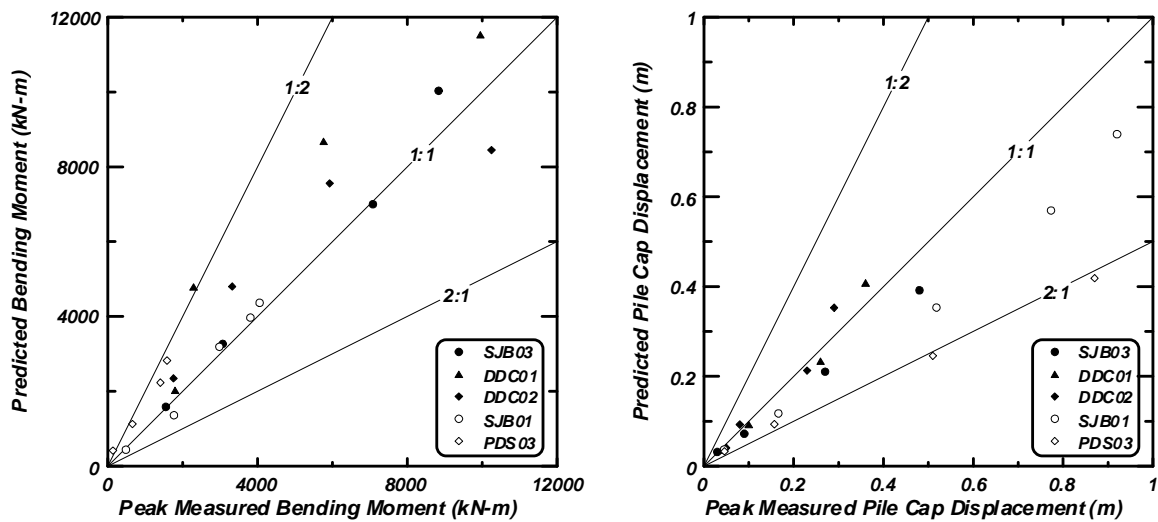 12000
8000
4000
0
Predicted Bending Moment (kN-m)
1:2
1:1
2:1
SJB03
DDC01
DDC02
SJB01
PDS03
0
4000
8000
12000
Peak Measured Bending Moment (kN-m)
1
0.8
0.6
0.4
0.2
0
Predicted Pile Cap Displacement (m)
1:2
1:1
2:1
SJB03
DDC01
DDC02
SJB01
PDS03
0
0.2
0.4
0.6
0.8
1
Peak Measured Pile Cap Displacement (m)